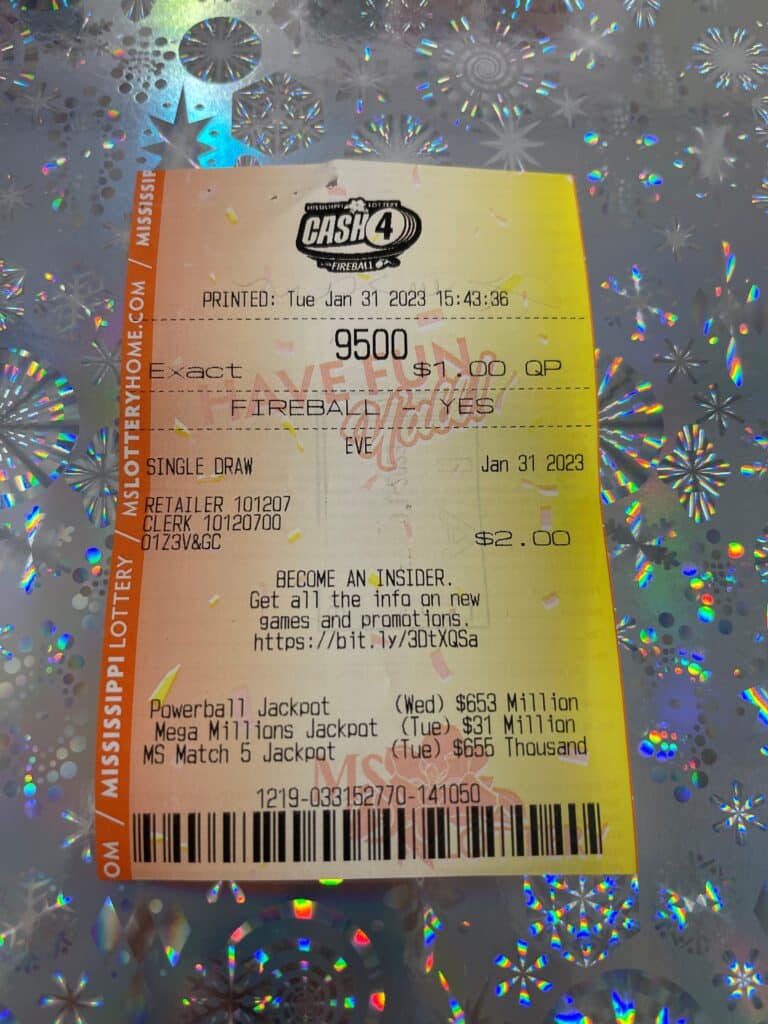 MISSISSIPPI LOTTERY
CASH 4
FIREBALL
PRINTED: Tue Jan 31 2023 15:43:36
9500
Exact $1.00 QP
HAVE FUN
FIREBALL - YES
EVE
SINGLE DRAW Jan 31 2023
RETAILER 101207
CLERK 10120700
01Z3V&GC $2.00
BECOME AN INSIDER.
Get all the info on new
games and promotions.
https://bit.ly/3DtXQSa
Powerball Jackpot (Wed) $653 Million
Mega Millions Jackpot (Tue) $31 Million
MS Match 5 Jackpot (Tue) $655 Thousand
MS
1219-033152770-141050
OM / MISSISSIPPI LOTTERY / MSLOTTERYHOME.COM / MISSISSIP